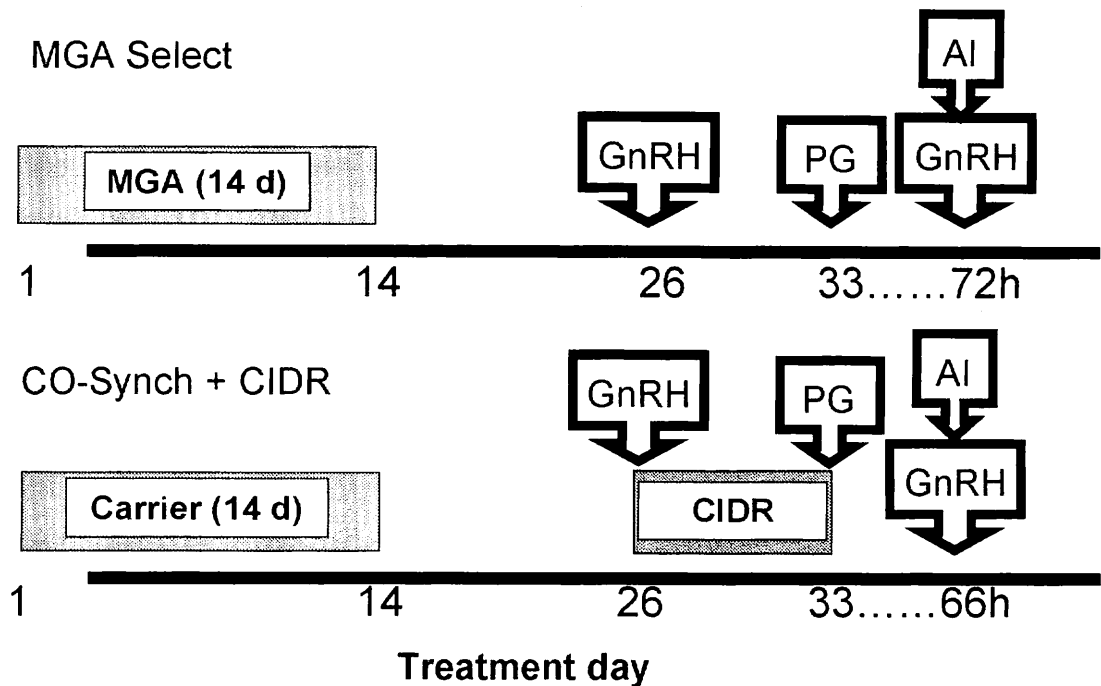 MGA Select
AI
GnRH
PG
GnRH
MGA (14 d)
1 14 26 33......72h
CO-Synch + CIDR
GnRH
PG
AI
GnRH
Carrier (14 d)
CIDR
1 14 26 33......66h
Treatment day